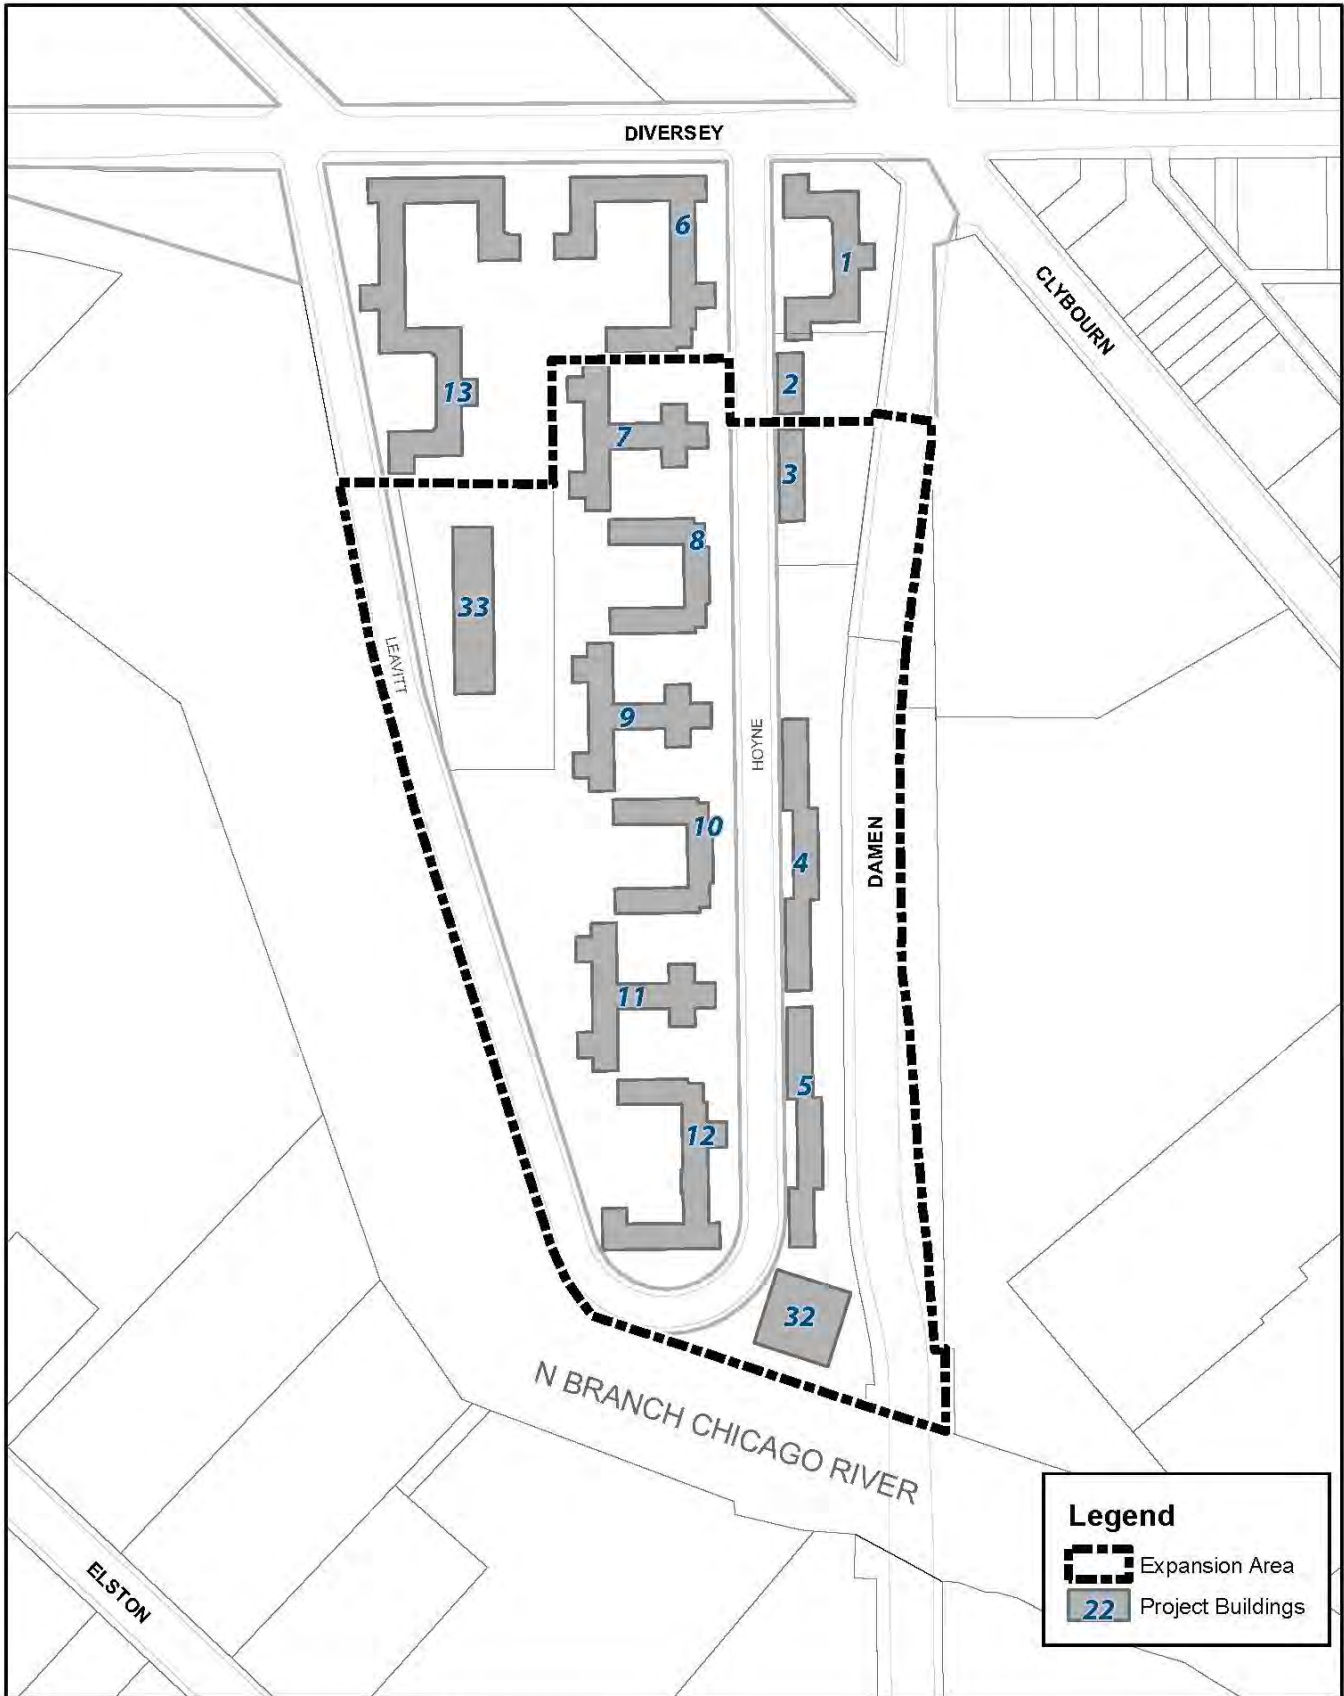 DIVERSEY
6
1
CLYBOURN
2
13
7
3
8
33
LEAVITT
9
HOYNE
10
4
DAMEN
11
5
12
32
N BRANCH CHICAGO RIVER
ELSTON
Legend
Expansion Area
22 Project Buildings